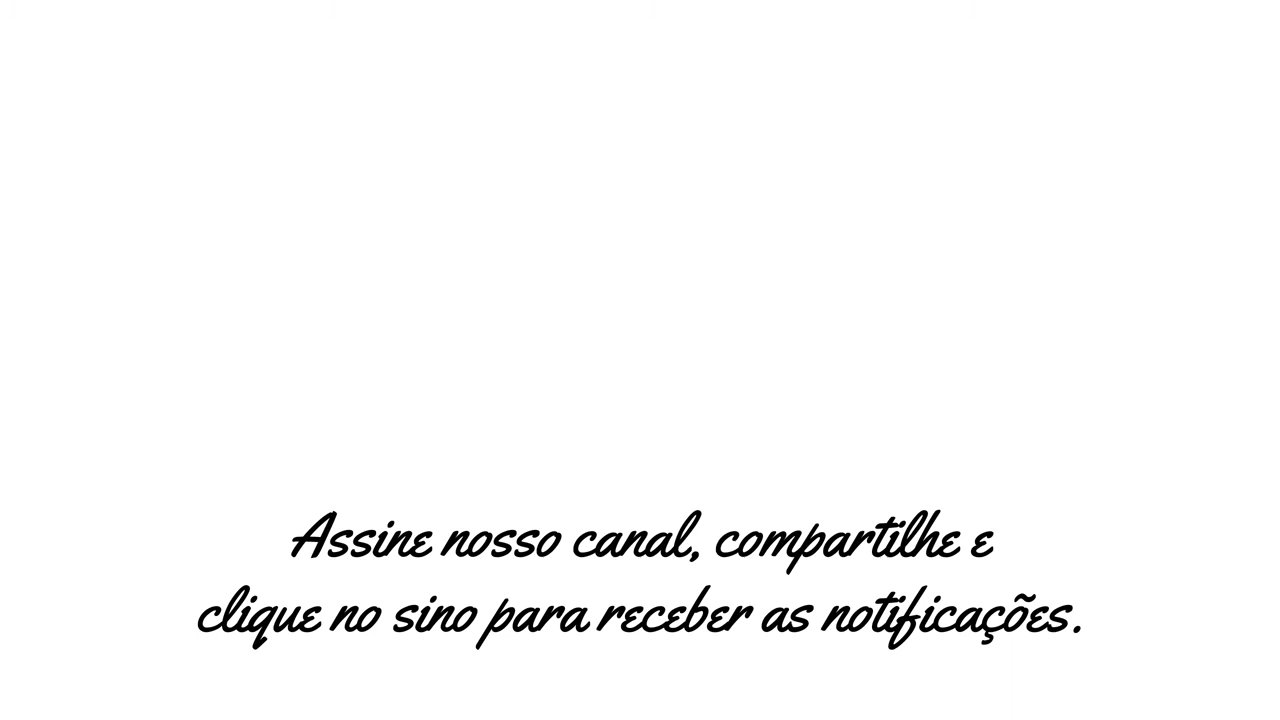 Assine nosso canal, compartilhe e
clique no sino para receber as notificações.